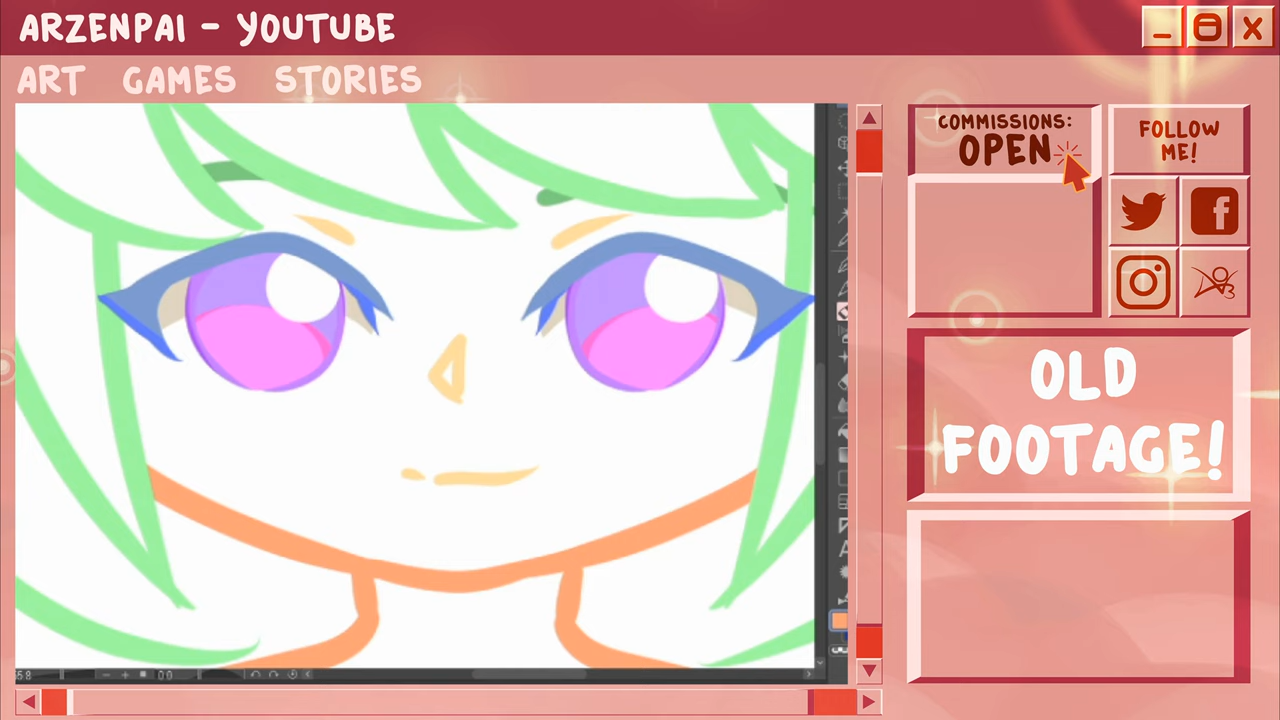 ARZENPAI - YOUTUBE
ART GAMES STORIES
COMMISSIONS:
OPEN
FOLLOW
ME!
OLD
FOOTAGE!